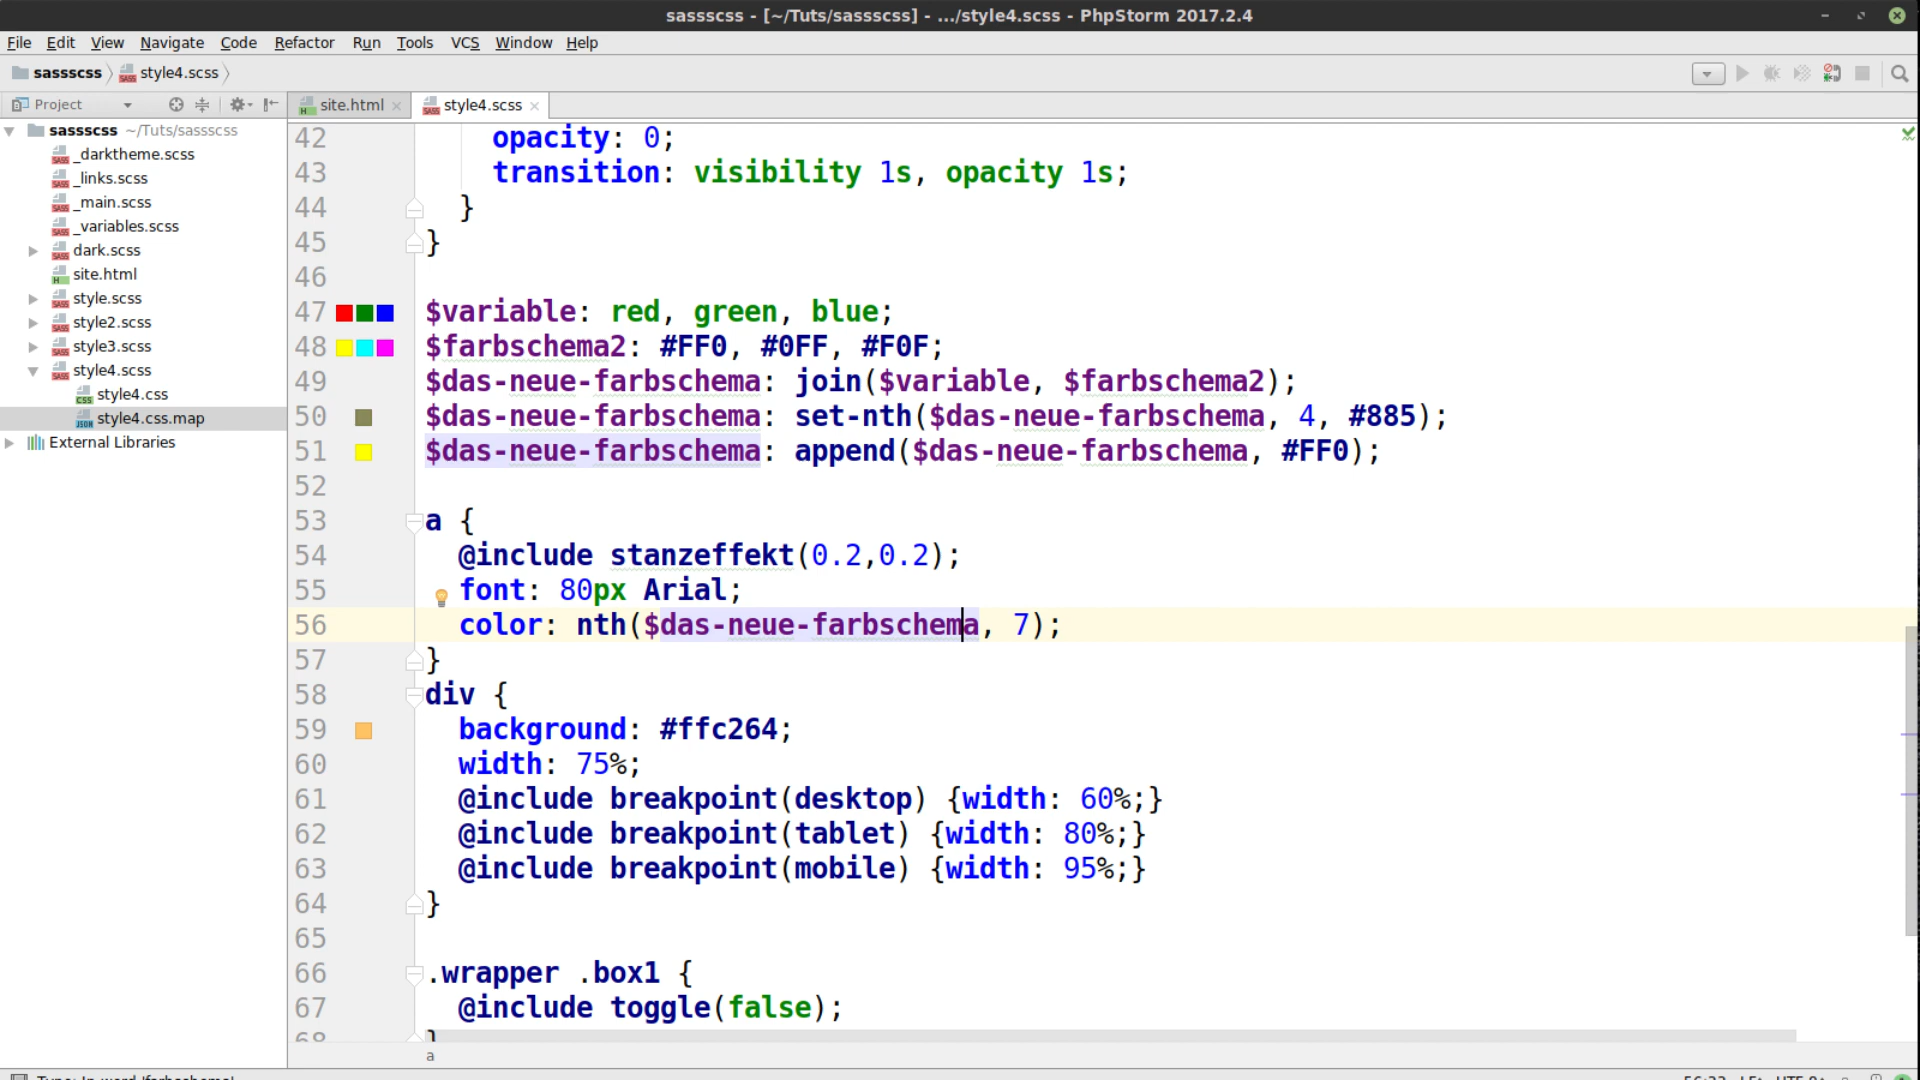 sassscss - [~/Tuts/sassscss] - .../style4.scss - PhpStorm 2017.2.4
File Edit View Navigate Code Refactor Run Tools VCS Window Help
sassscss style4.scss
Project
site.html style4.scss
sassscss ~/Tuts/sassscss
_darktheme.scss
_links.scss
_main.scss
_variables.scss
dark.scss
site.html
style.scss
style2.scss
style3.scss
style4.scss
style4.css
style4.css.map
External Libraries
42 opacity: 0;
43 transition: visibility 1s, opacity 1s;
44 }
45 }
46
47 $variable: red, green, blue;
48 $farbschema2: #FF0, #0FF, #F0F;
49 $das-neue-farbschema: join($variable, $farbschema2);
50 $das-neue-farbschema: set-nth($das-neue-farbschema, 4, #885);
51 $das-neue-farbschema: append($das-neue-farbschema, #FF0);
52
53 a {
54 @include stanzeffekt(0.2,0.2);
55 font: 80px Arial;
56 color: nth($das-neue-farbschema, 7);
57 }
58 div {
59 background: #ffc264;
60 width: 75%;
61 @include breakpoint(desktop) {width: 60%;}
62 @include breakpoint(tablet) {width: 80%;}
63 @include breakpoint(mobile) {width: 95%;}
64 }
65
66 .wrapper .box1 {
67 @include toggle(false);
68 }
a